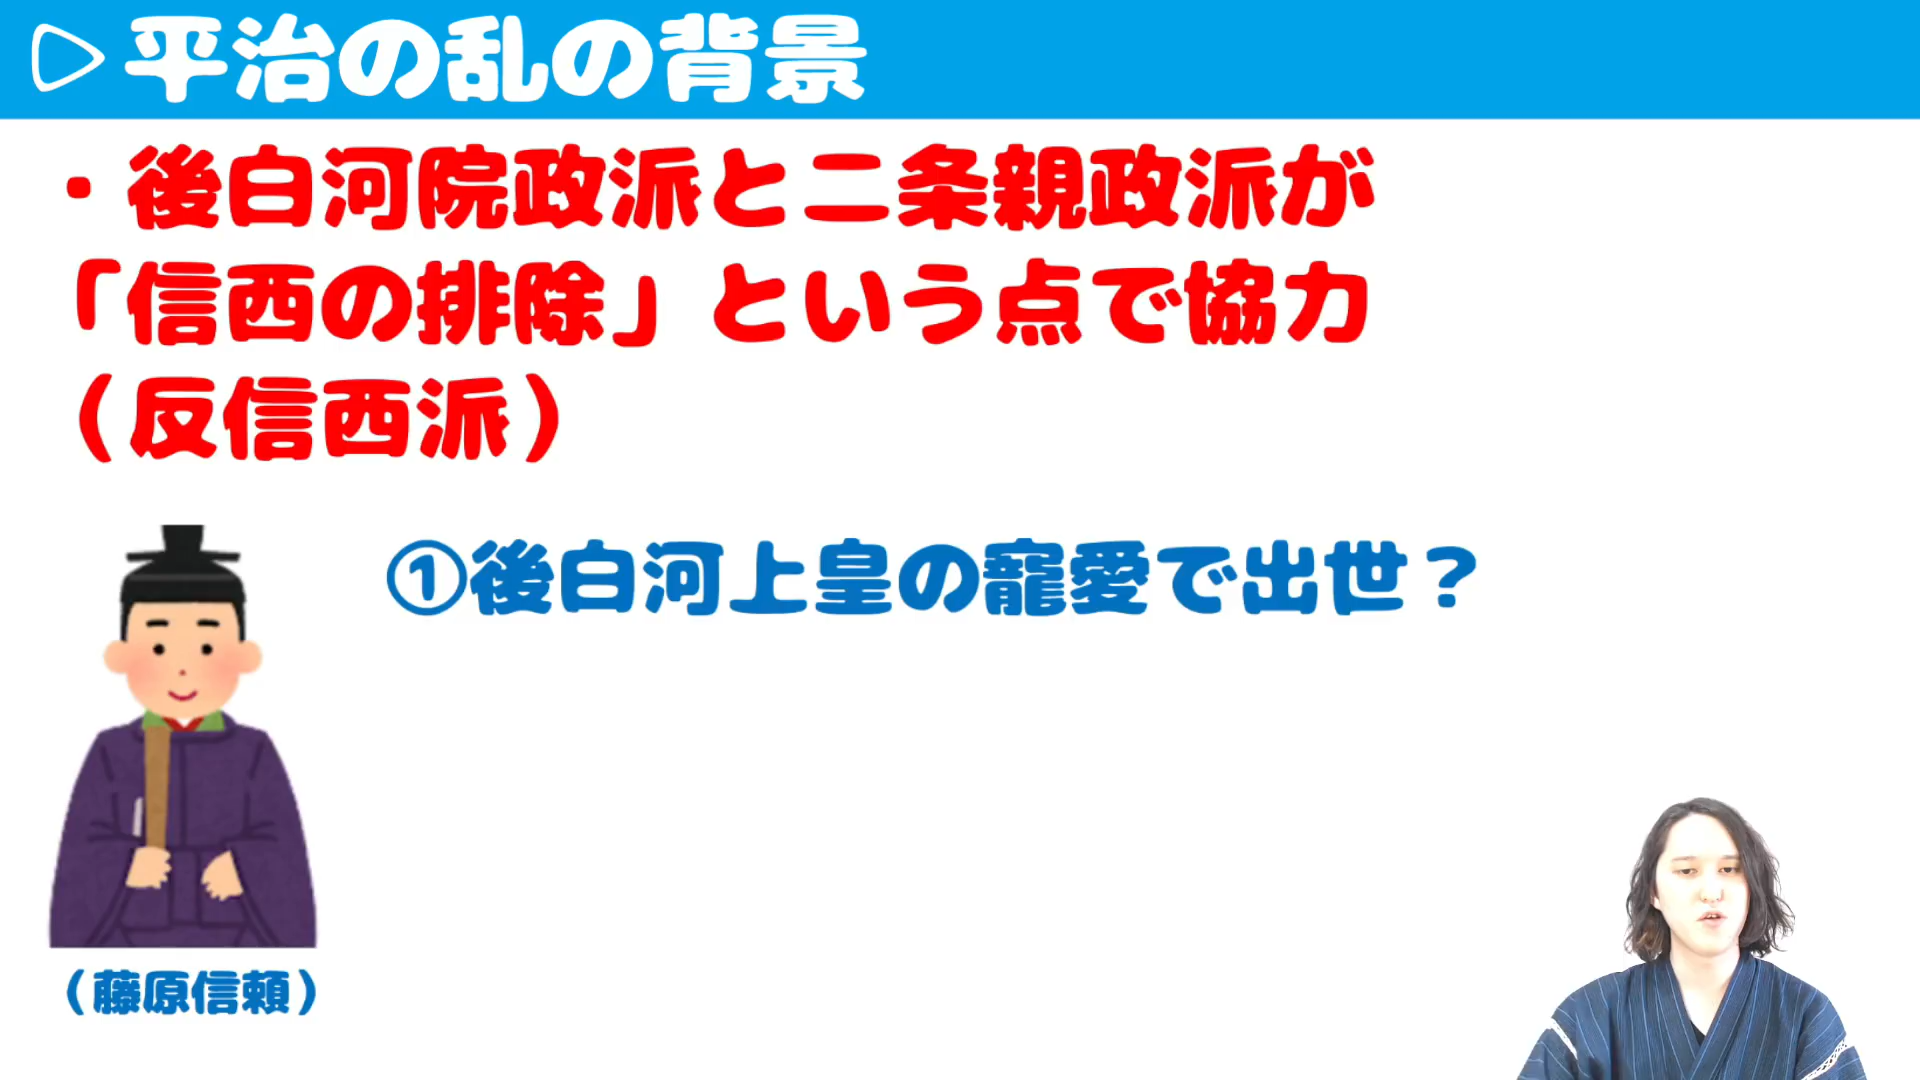 ▷平治の乱の背景
・後白河院政派と二条親政派が
「信西の排除」という点で協力
（反信西派）
①後白河上皇の寵愛で出世？
（藤原信頼）